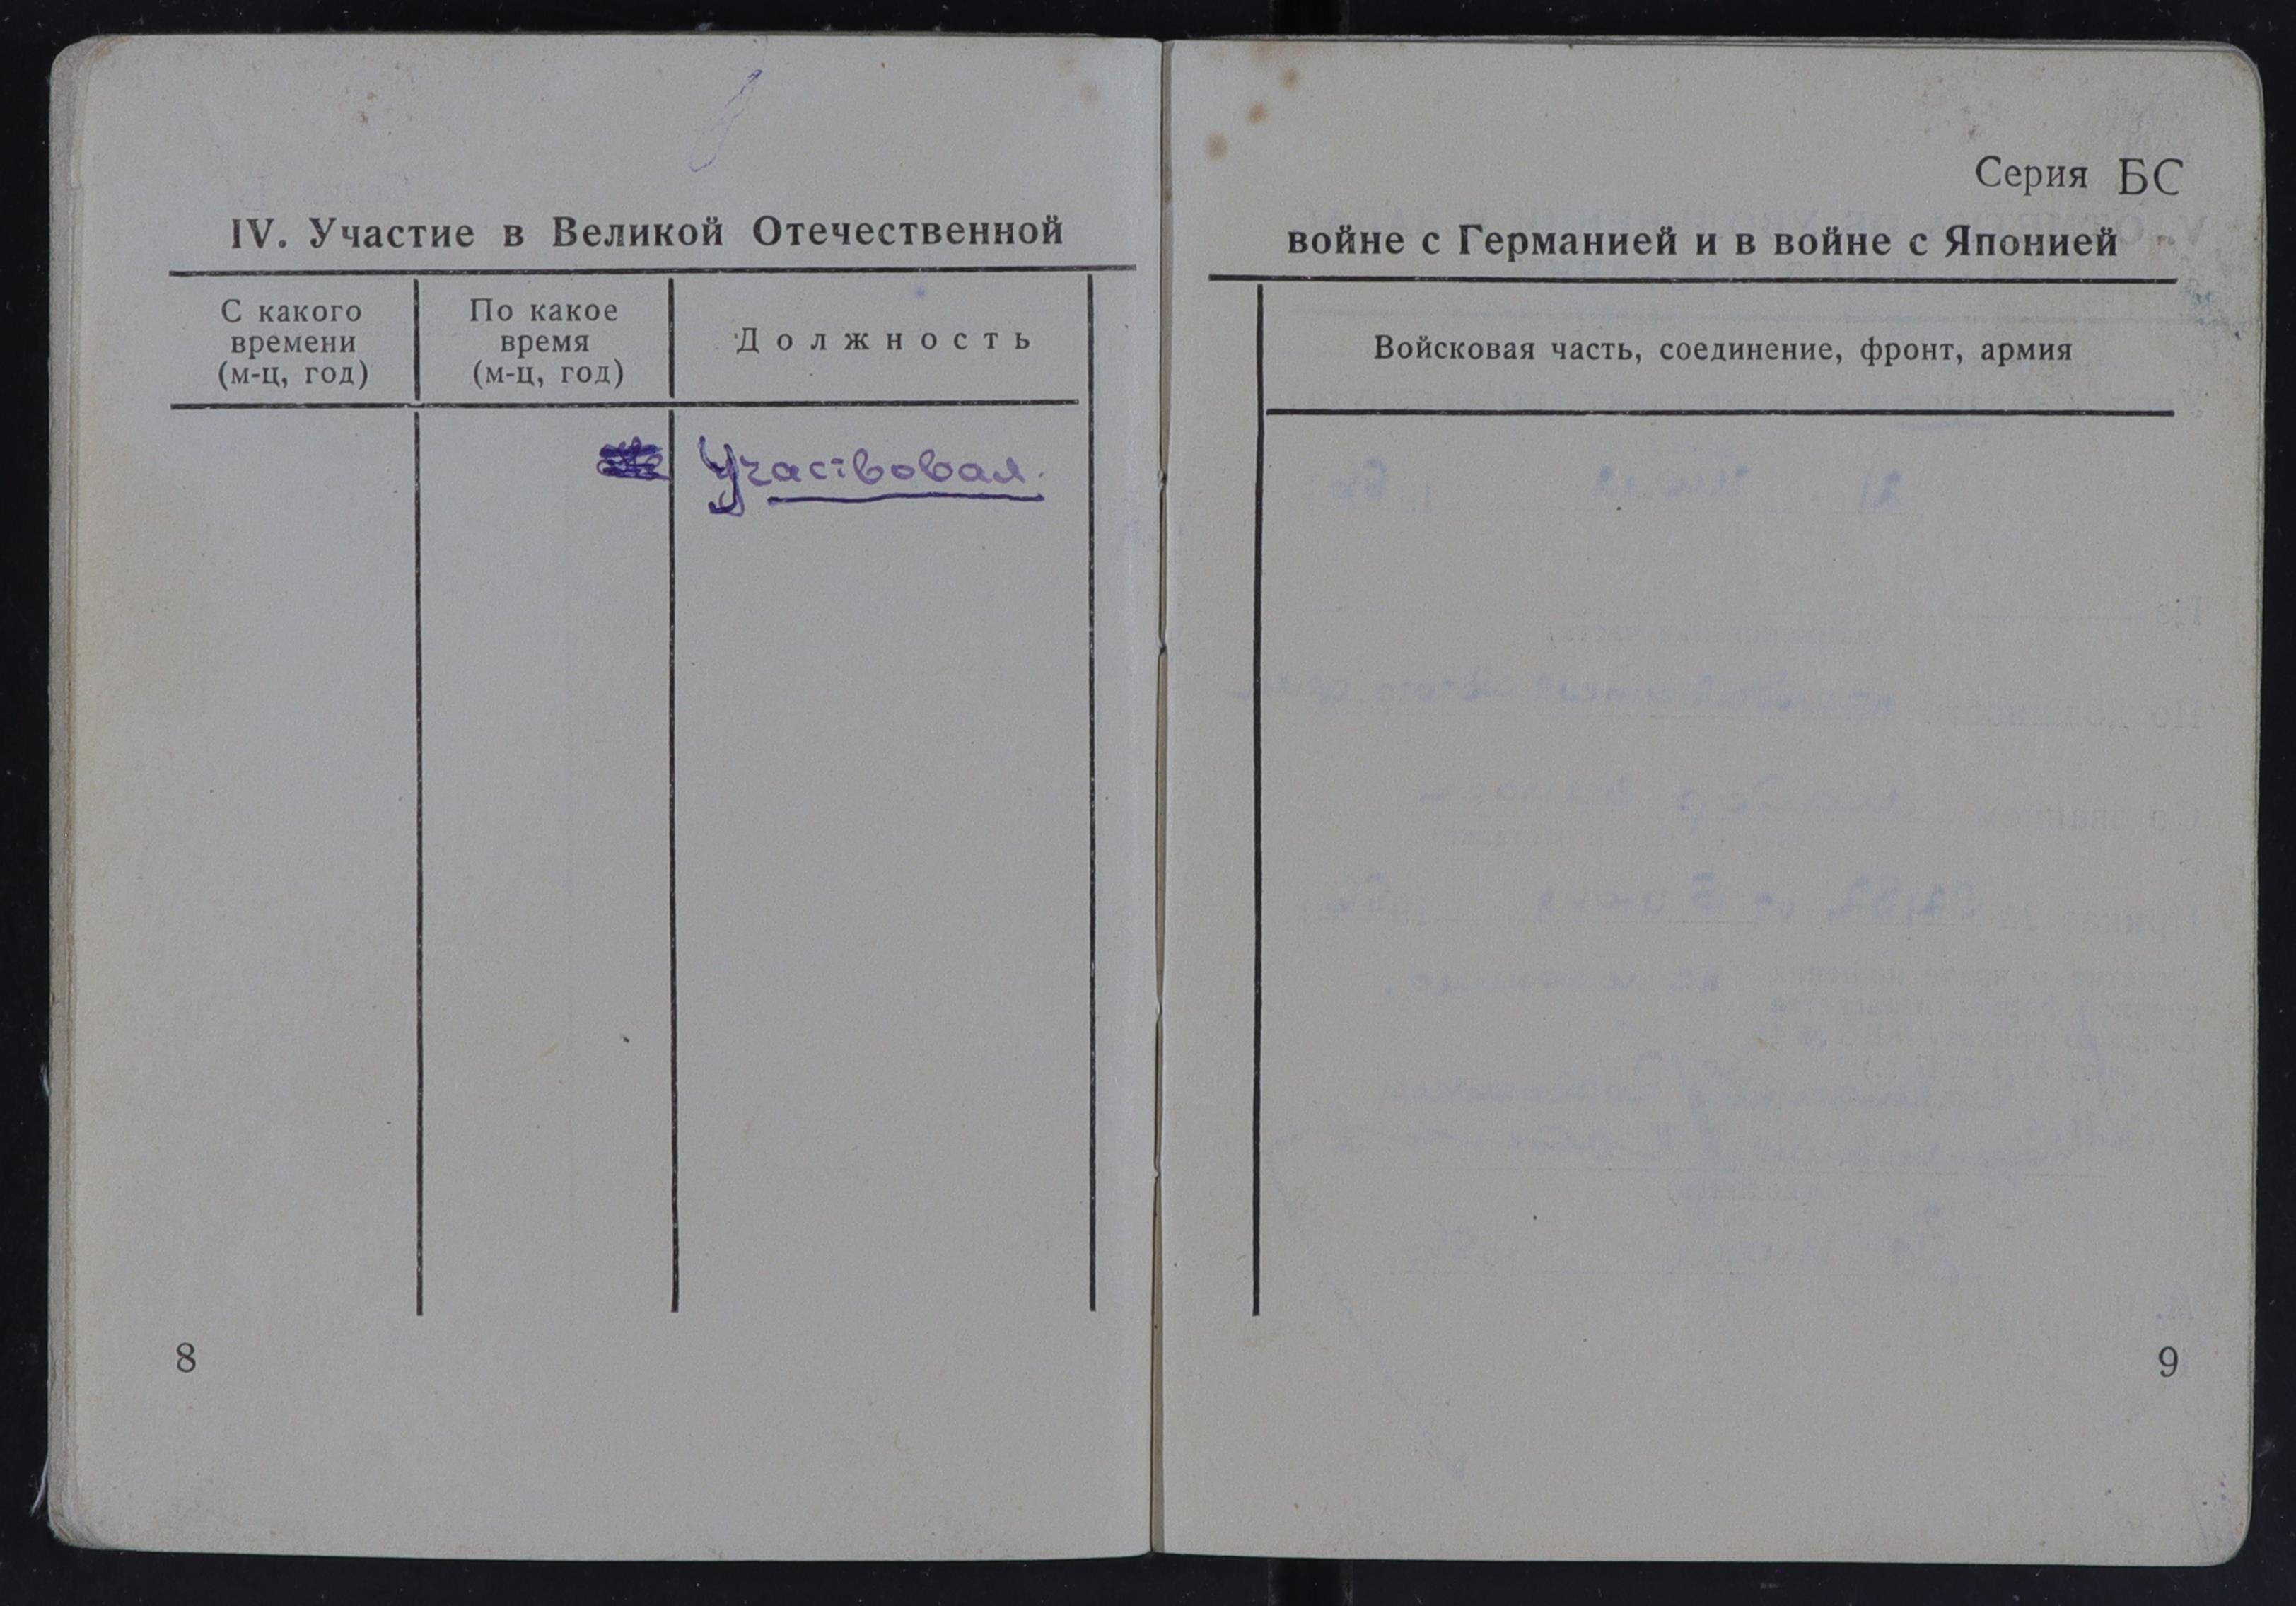 IV. Участие в Великой Отечественной
С какого времени (м-ц, год)
По какое время (м-ц, год)
Должность
Участвовал.
8
Серия БС
войне с Германией и в войне с Японией
Войсковая часть, соединение, фронт, армия
9